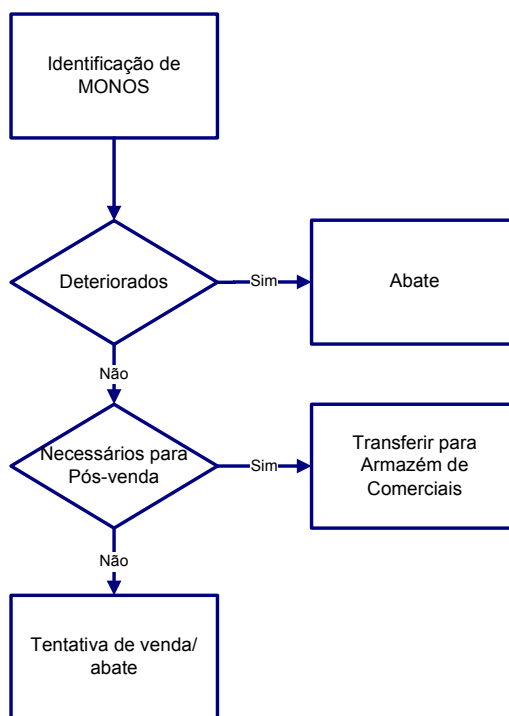 Identificação de
MONOS
Deteriorados
Sim
Abate
Não
Necessários para
Pós-venda
Sim
Transferir para
Armazém de
Comerciais
Não
Tentativa de venda/
abate